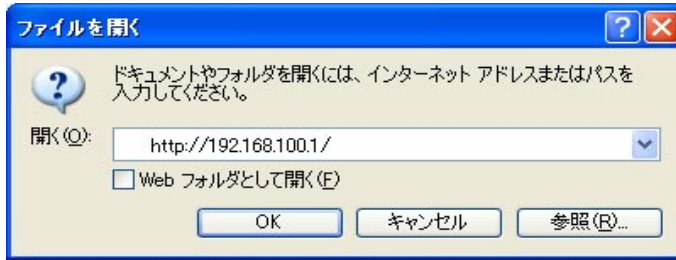 ファイルを開く
ドキュメントやフォルダを開くには、インターネット アドレスまたはパスを
入力してください。
開く(O):
http://192.168.100.1/
Web フォルダとして開く(F)
OK
キャンセル
参照(R)...